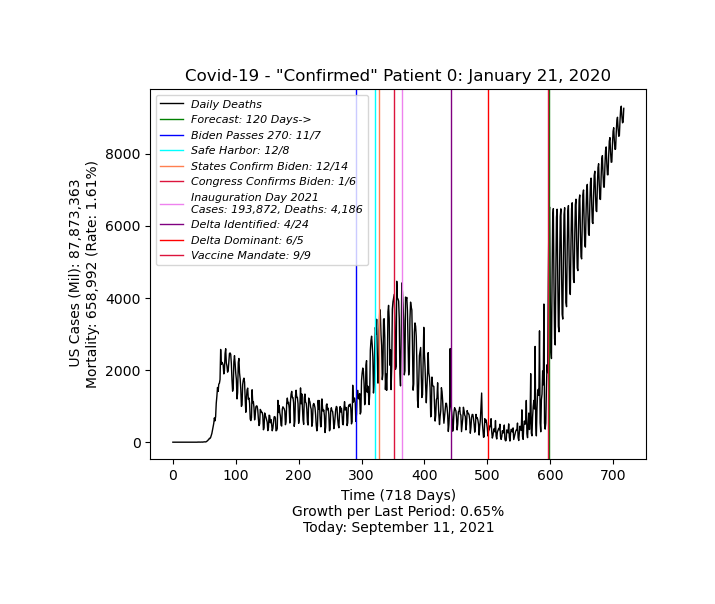 Covid-19 - "Confirmed" Patient 0: January 21, 2020
Daily Deaths
Forecast: 120 Days->
Biden Passes 270: 11/7
Safe Harbor: 12/8
States Confirm Biden: 12/14
Congress Confirms Biden: 1/6
Inauguration Day 2021
Cases: 193,872, Deaths: 4,186
Delta Identified: 4/24
Delta Dominant: 6/5
Vaccine Mandate: 9/9
US Cases (Mil): 87,873,363
Mortality: 658,992 (Rate: 1.61%)
8000
6000
4000
2000
0
0 100 200 300 400 500 600 700
Time (718 Days)
Growth per Last Period: 0.65%
Today: September 11, 2021